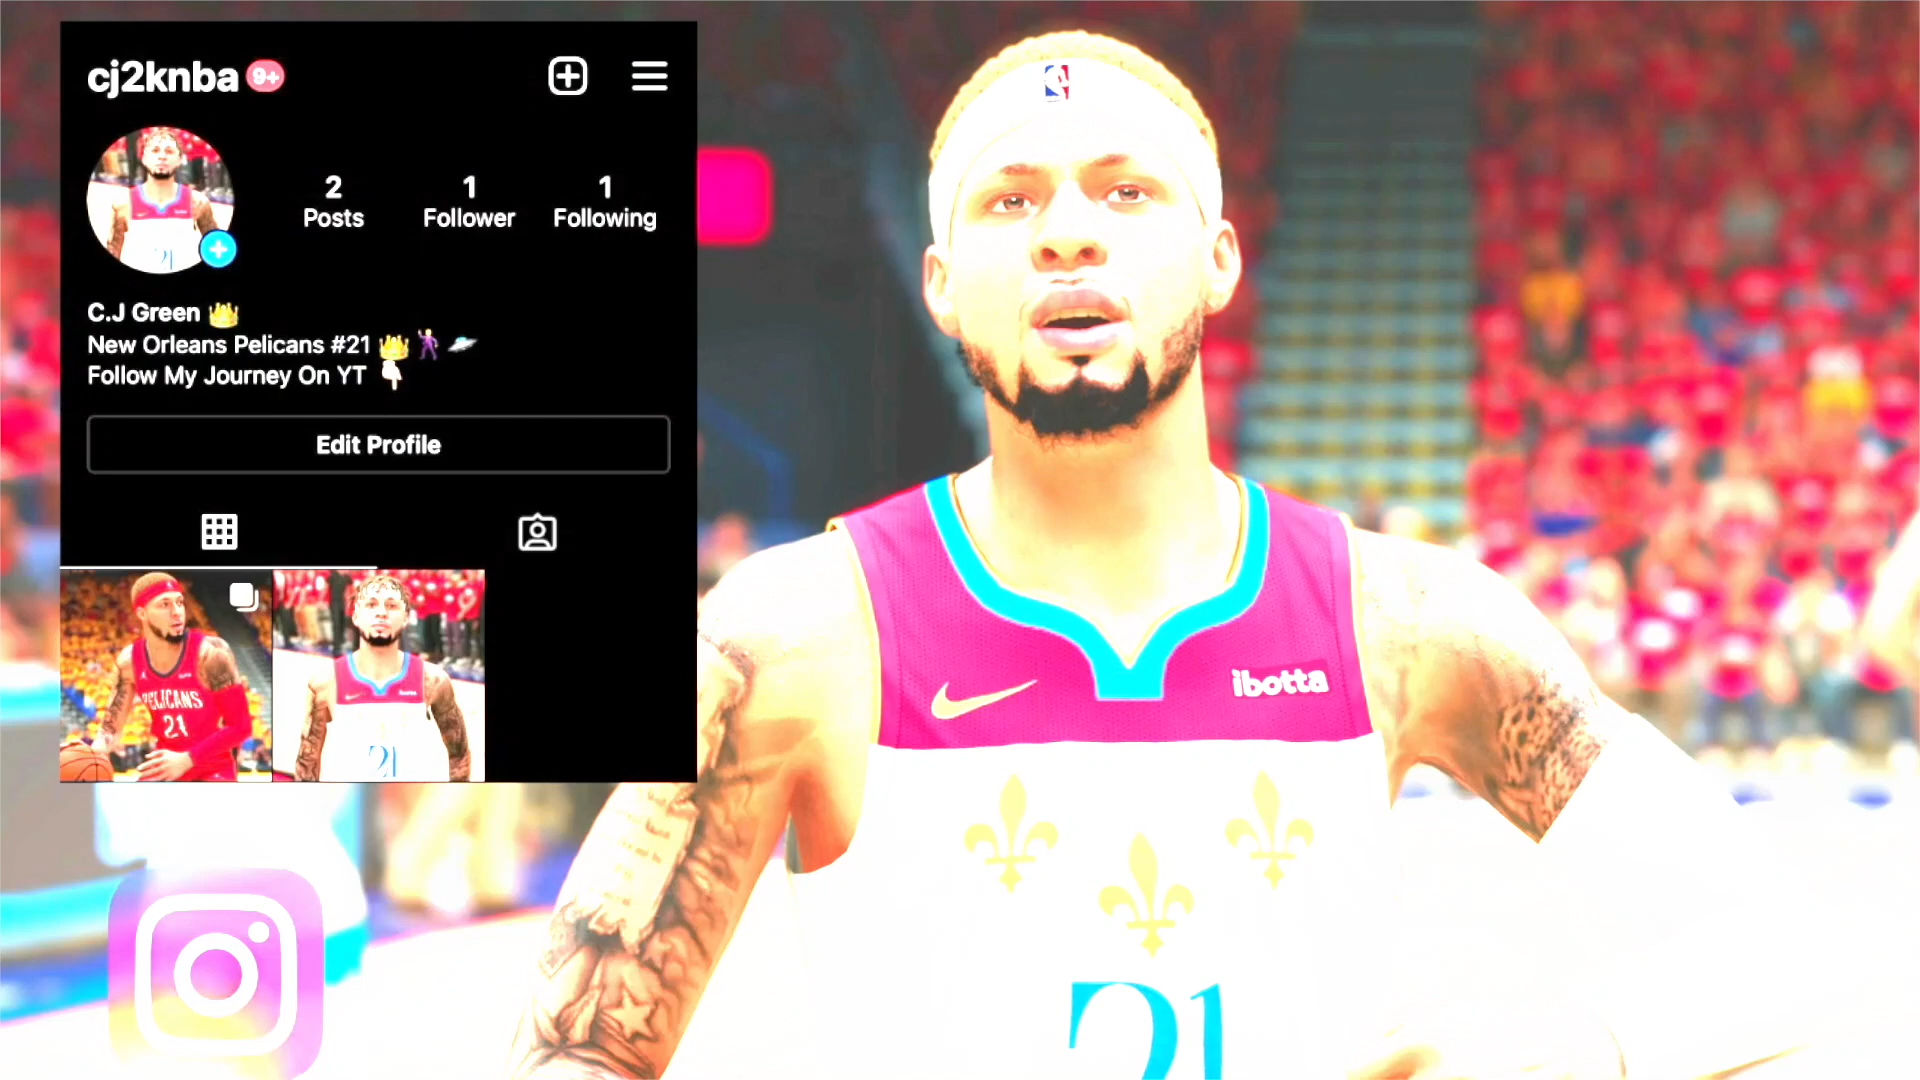 cj2knba 9+
2 1 1
Posts Follower Following
C.J Green 👑
New Orleans Pelicans #21 👑🕺🛸
Follow My Journey On YT 👇
Edit Profile
PELICANS
21
21
ibotta
21